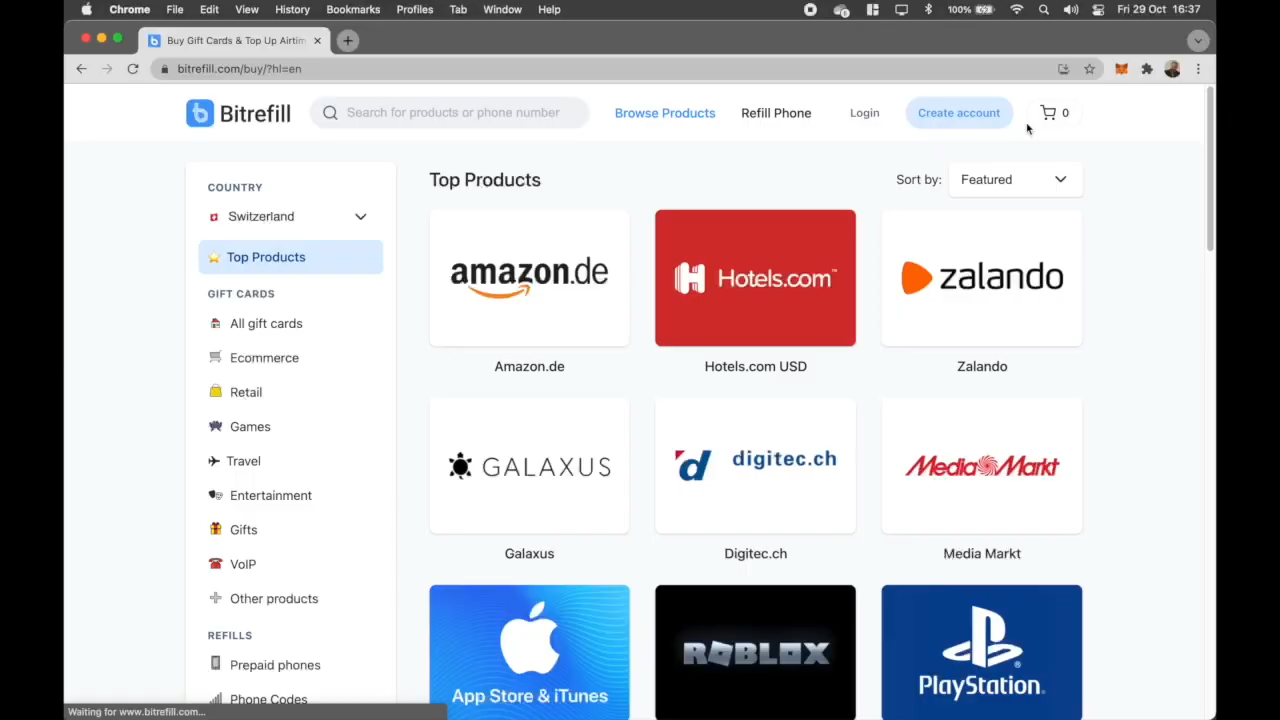 Chrome File Edit View History Bookmarks Profiles Tab Window Help 100% Fri 29 Oct 16:37
Buy Gift Cards & Top Up Airtim
bitrefill.com/buy/?hl=en
Bitrefill Search for products or phone number Browse Products Refill Phone Login Create account 0
COUNTRY
Switzerland
Top Products
GIFT CARDS
All gift cards
Ecommerce
Retail
Games
Travel
Entertainment
Gifts
VoIP
Other products
REFILLS
Prepaid phones
Phone Codes
Top Products
Sort by: Featured
amazon.de
Hotels.com™
zalando
Amazon.de
Hotels.com USD
Zalando
GALAXUS
digitec.ch
Media Markt
Galaxus
Digitec.ch
Media Markt
App Store & iTunes
ROBLOX
PlayStation®
Waiting for www.bitrefill.com...